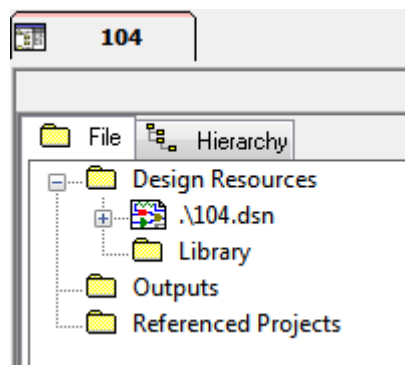 104
File Hierarchy
Design Resources
.\104.dsn
Library
Outputs
Referenced Projects